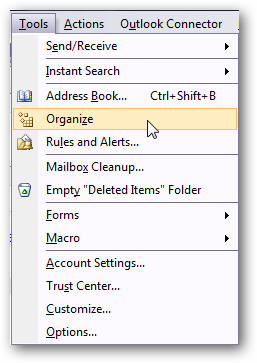 Tools Actions Outlook Connector
Send/Receive
Instant Search
Address Book... Ctrl+Shift+B
Organize
Rules and Alerts...
Mailbox Cleanup...
Empty "Deleted Items" Folder
Forms
Macro
Account Settings...
Trust Center...
Customize...
Options...